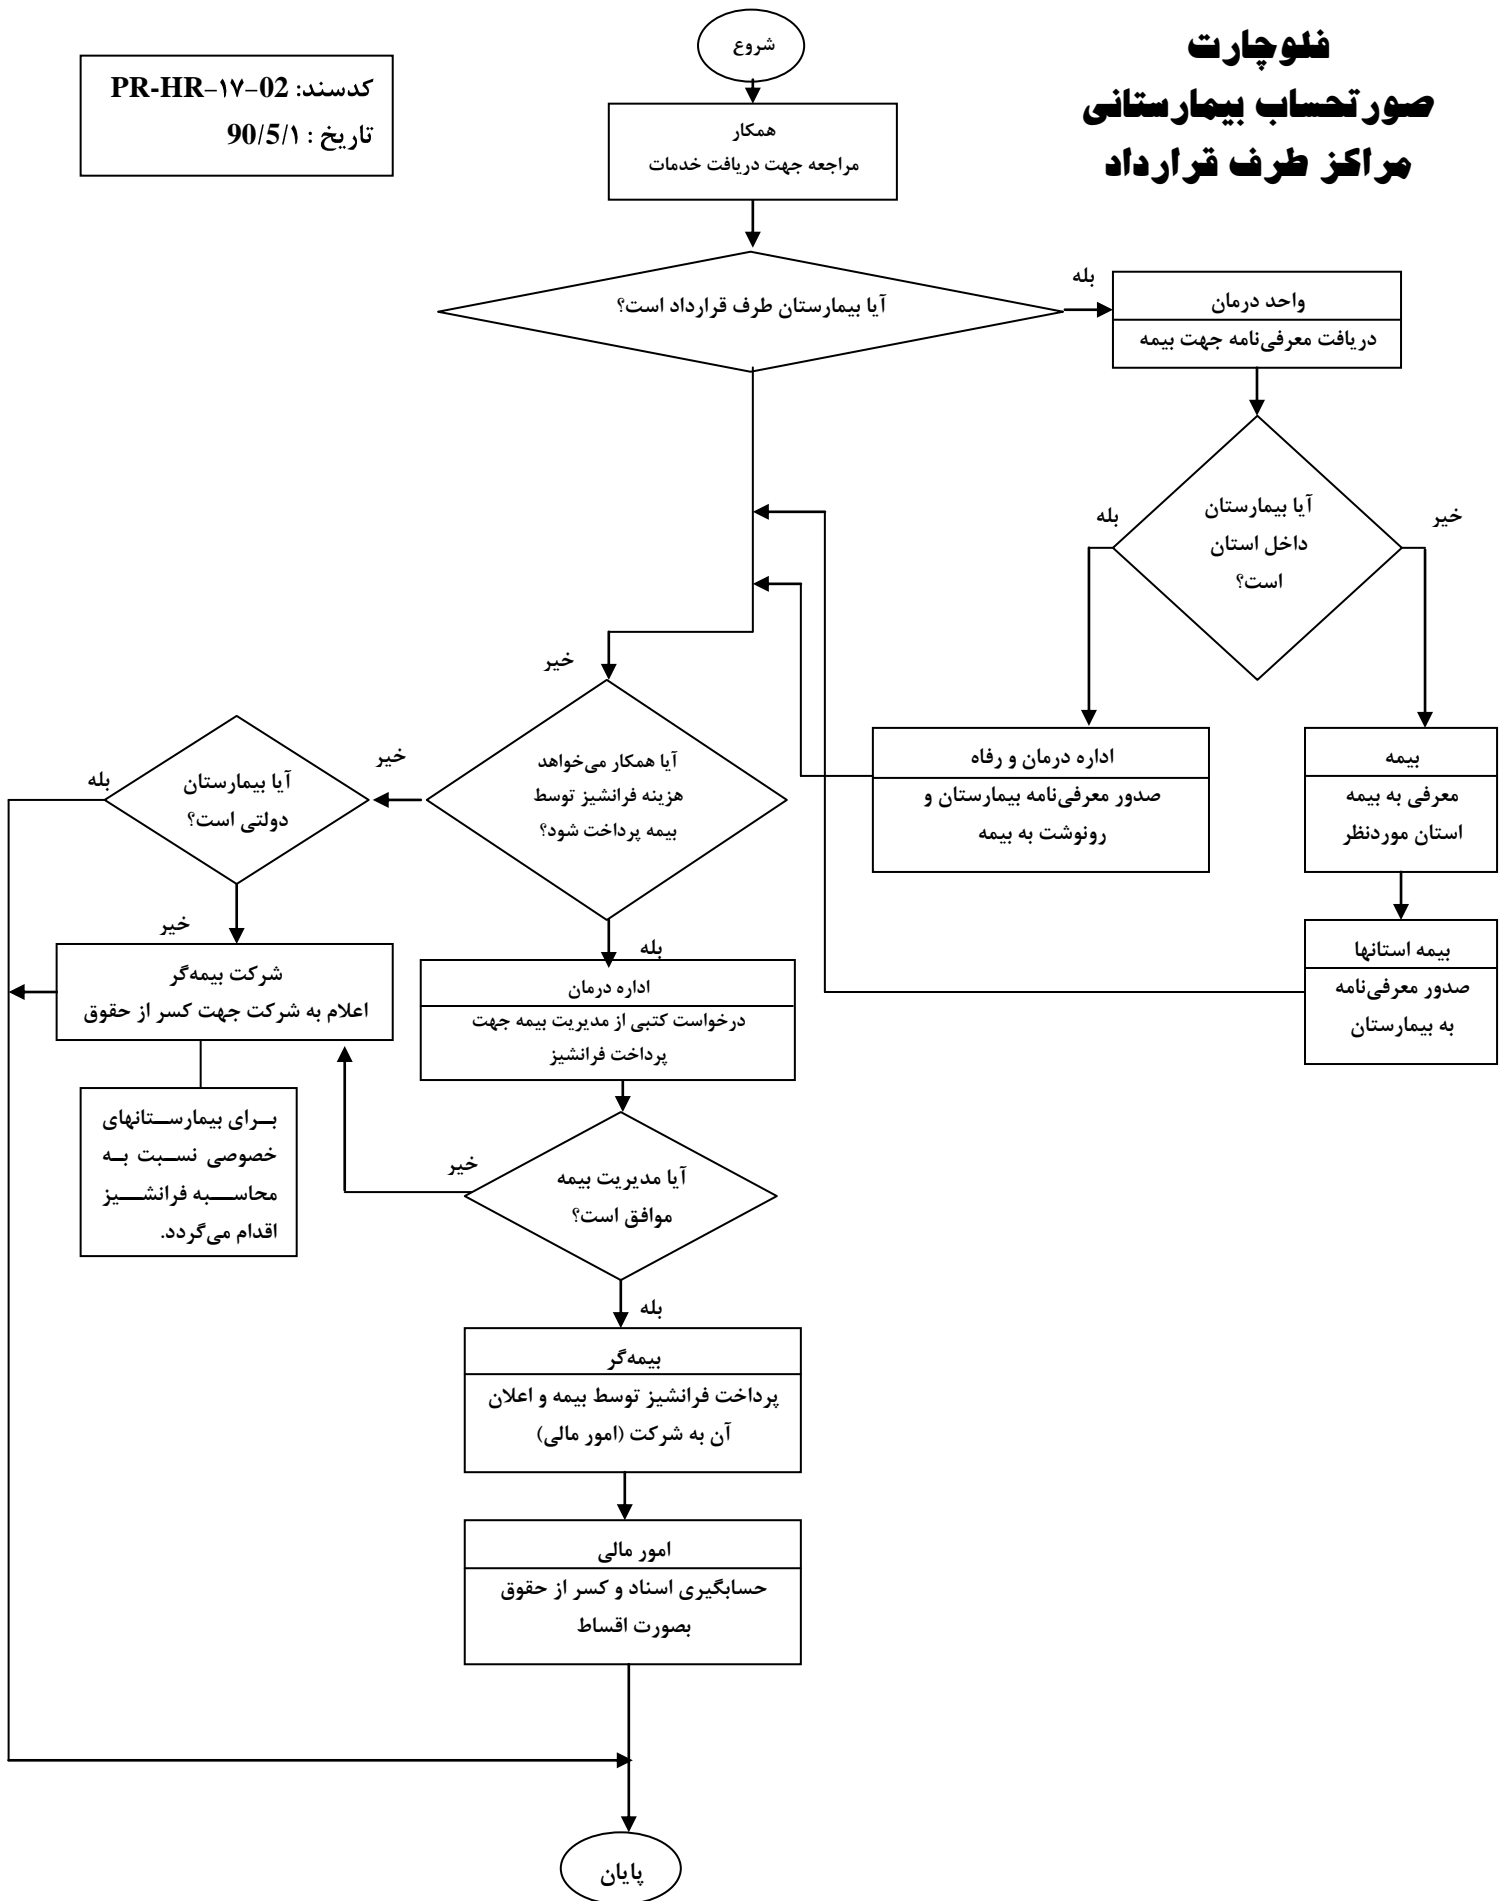 فلوچارت
صورتحساب بیمارستانی
مراکز طرف قرارداد
کدسند: PR-HR-۱۷-02
تاریخ : 90/5/۱
شروع
همکار
مراجعه جهت دریافت خدمات
آیا بیمارستان طرف قرارداد است؟
بله
واحد درمان
دریافت معرفی‌نامه جهت بیمه
آیا بیمارستان
داخل استان
است؟
بله
خیر
بیمه
معرفی به بیمه
استان موردنظر
بیمه استانها
صدور معرفی‌نامه
به بیمارستان
اداره درمان و رفاه
صدور معرفی‌نامه بیمارستان و
رونوشت به بیمه
خیر
آیا همکار می‌خواهد
هزینه فرانشیز توسط
بیمه پرداخت شود؟
خیر
آیا بیمارستان
دولتی است؟
بله
خیر
شرکت بیمه‌گر
اعلام به شرکت جهت کسر از حقوق
برای بیمارستانهای
خصوصی نسبت به
محاسبه فرانشیز
اقدام می‌گردد.
بله
اداره درمان
درخواست کتبی از مدیریت بیمه جهت
پرداخت فرانشیز
آیا مدیریت بیمه
موافق است؟
خیر
بله
بیمه‌گر
پرداخت فرانشیز توسط بیمه و اعلان
آن به شرکت (امور مالی)
امور مالی
حسابگیری اسناد و کسر از حقوق
بصورت اقساط
پایان